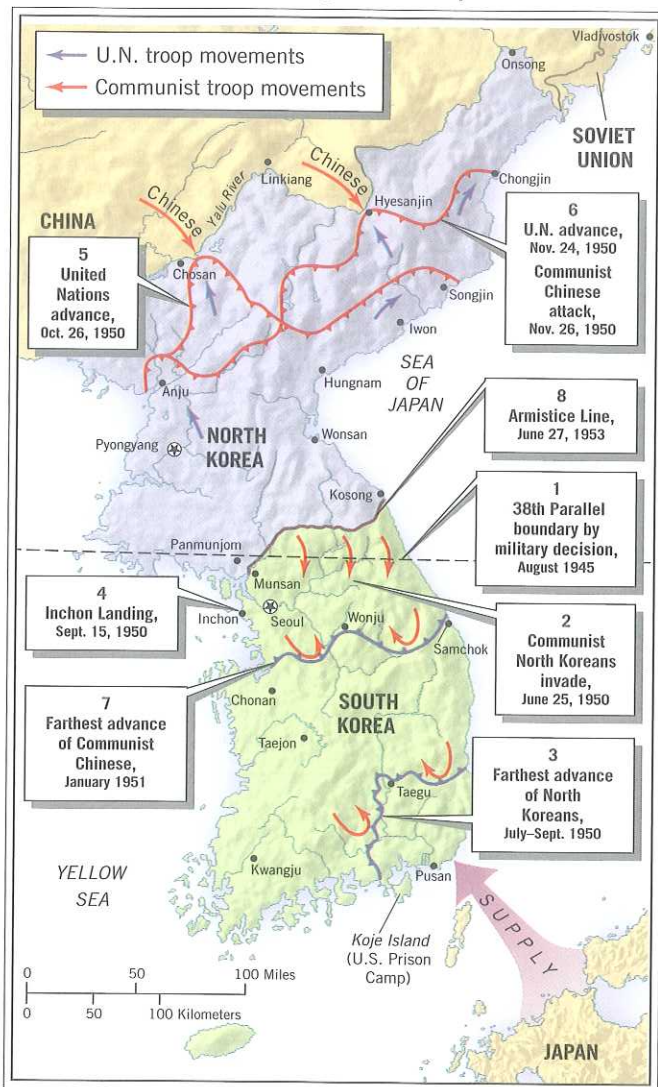 U.N. troop movements
Communist troop movements
Vladivostok
Onsong
SOVIET
UNION
Chinese
Linkiang
Chinese
Yalu River
Chongjin
Hyesanjin
CHINA
6
U.N. advance,
Nov. 24, 1950
Communist
Chinese
attack,
Nov. 26, 1950
5
United
Nations
advance,
Oct. 26, 1950
Chosan
Songjin
Iwon
SEA
OF
JAPAN
Hungnam
Anju
8
Armistice Line,
June 27, 1953
NORTH
KOREA
Wonsan
Pyongyang
Kosong
1
38th Parallel
boundary by
military decision,
August 1945
Panmunjom
Munsan
4
Inchon Landing,
Sept. 15, 1950
Inchon
Seoul
Wonju
Samchok
2
Communist
North Koreans
invade,
June 25, 1950
7
Farthest advance
of Communist
Chinese,
January 1951
Chonan
SOUTH
KOREA
Taejon
3
Farthest advance
of North
Koreans,
July–Sept. 1950
Taegu
YELLOW
SEA
Kwangju
Pusan
SUPPLY
Koje Island
(U.S. Prison
Camp)
0 50 100 Miles
0 50 100 Kilometers
JAPAN